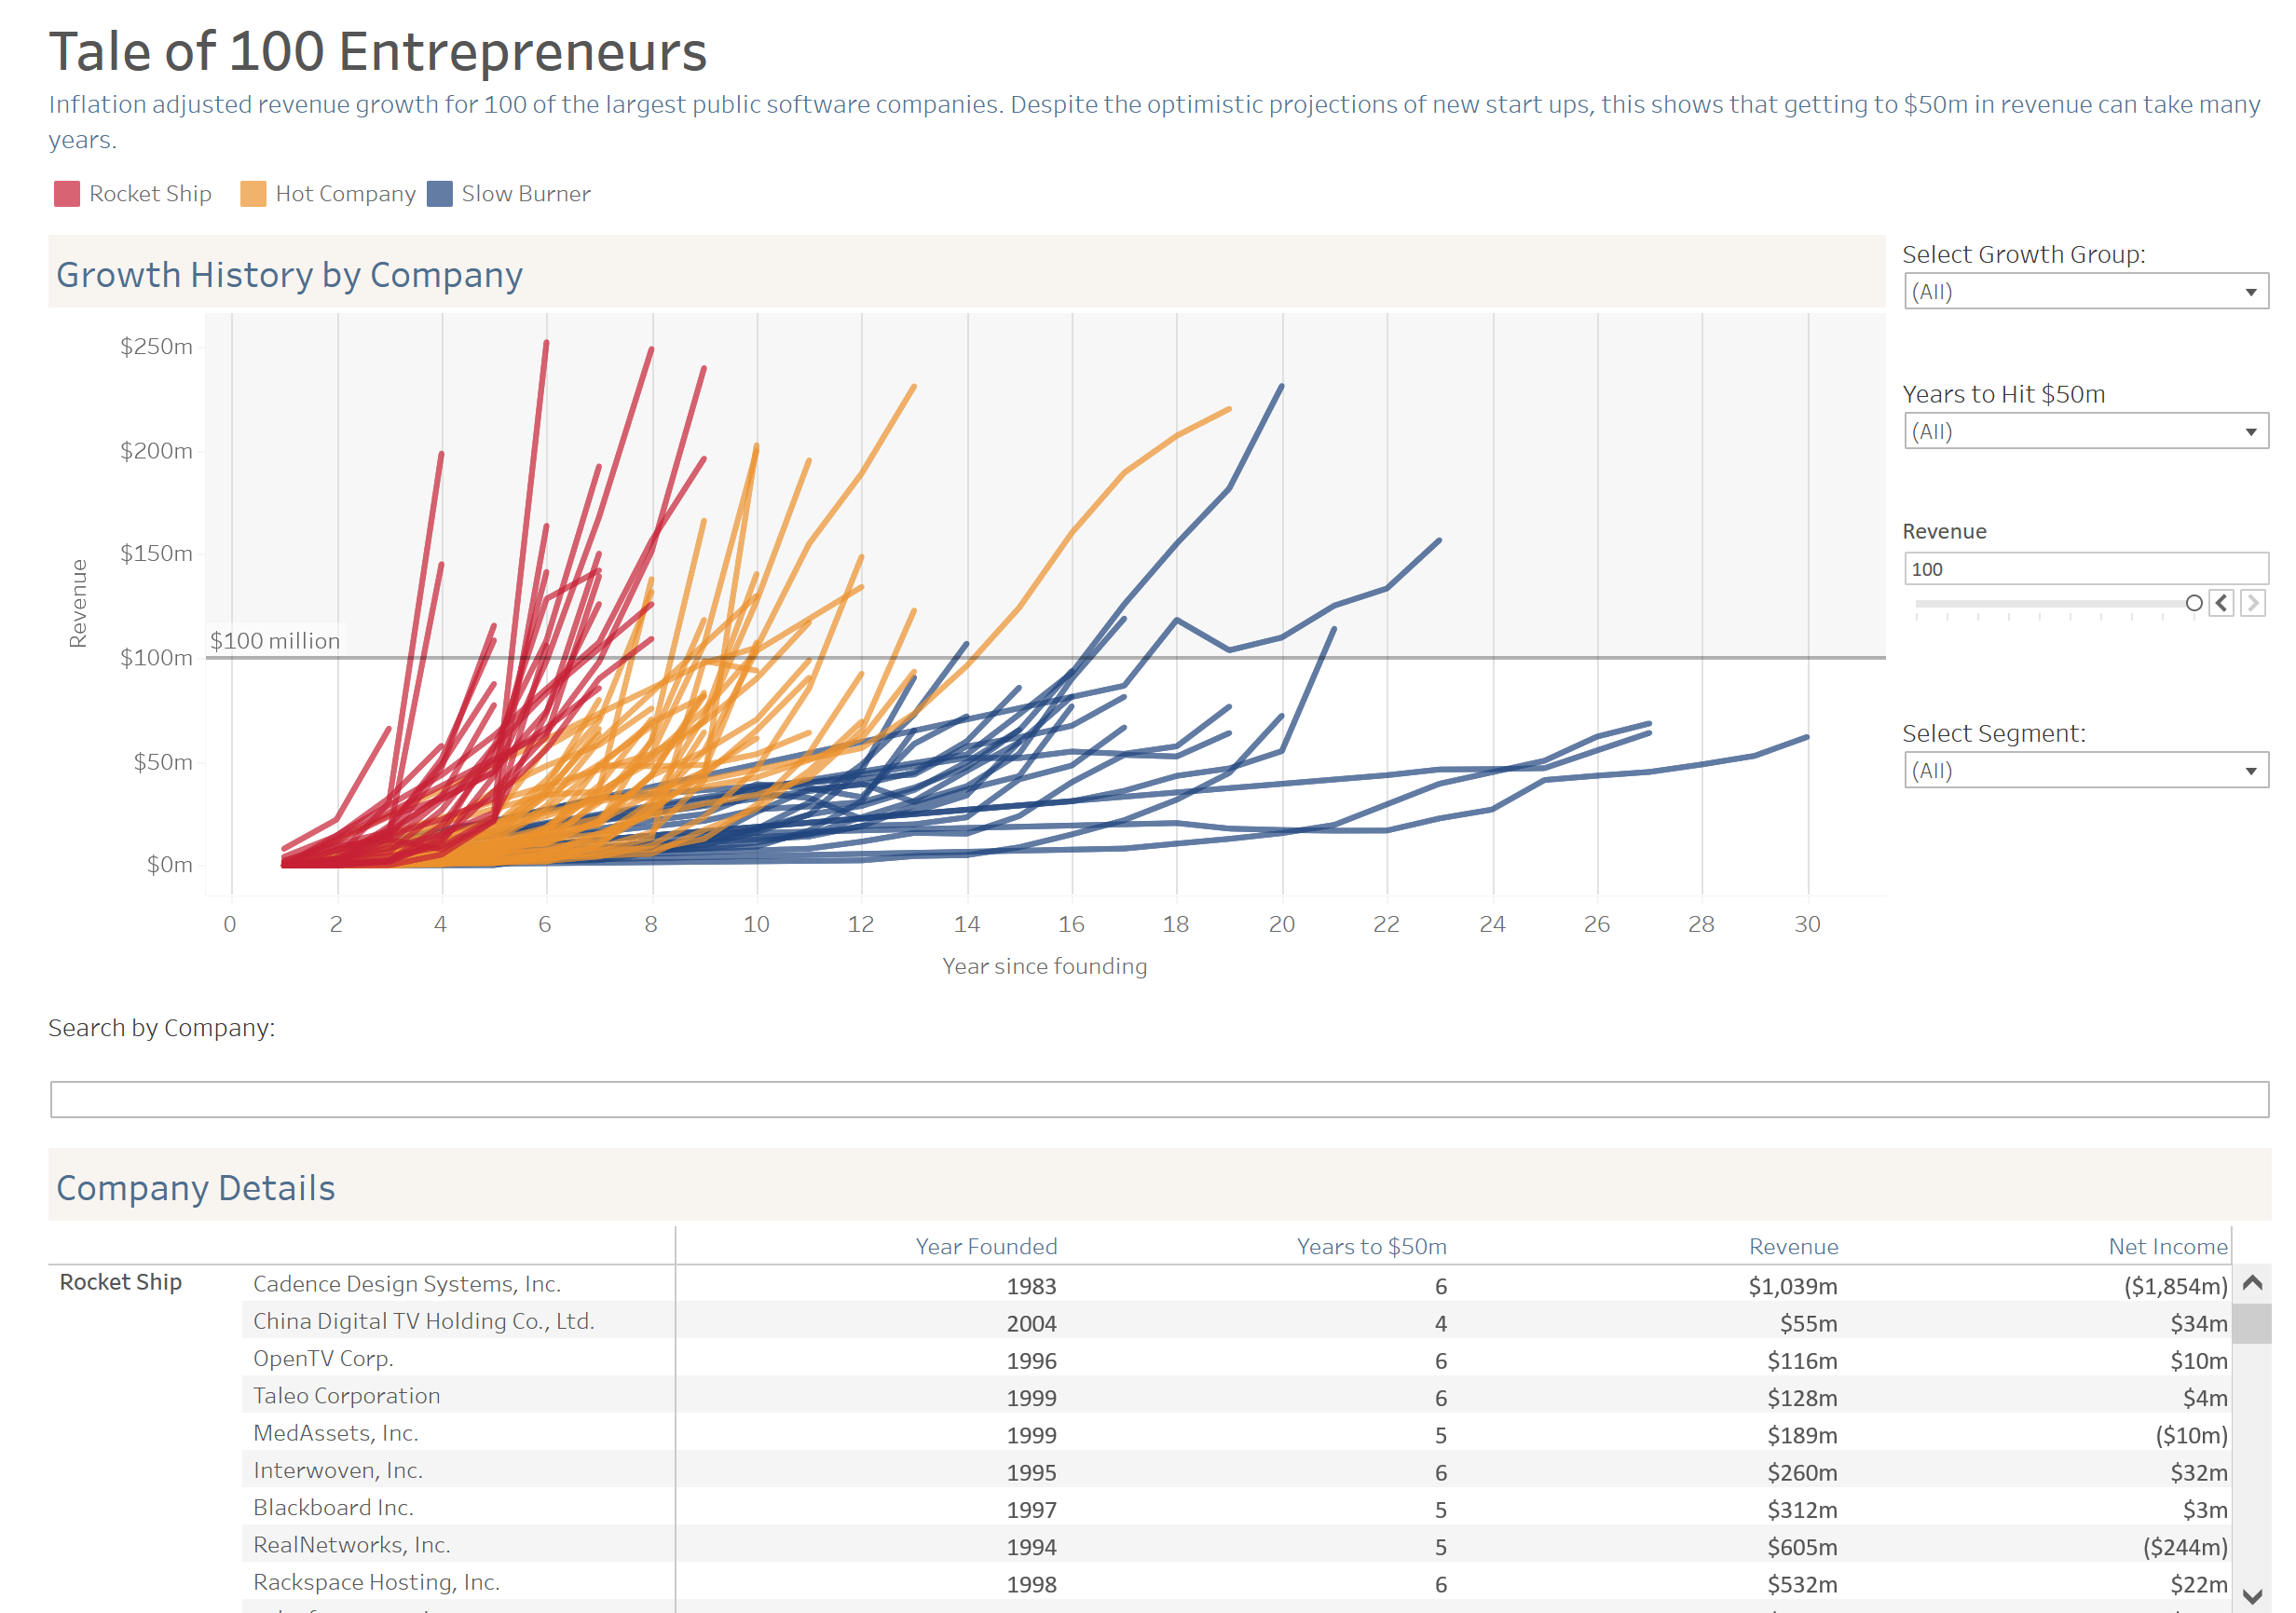 Tale of 100 Entrepreneurs
Inflation adjusted revenue growth for 100 of the largest public software companies. Despite the optimistic projections of new start ups, this shows that getting to $50m in revenue can take many
years.
Rocket Ship Hot Company Slow Burner
Growth History by Company
Select Growth Group:
(All)
Years to Hit $50m
(All)
Revenue
100
Select Segment:
(All)
Revenue
$250m
$200m
$150m
$100 million
$100m
$50m
$0m
0 2 4 6 8 10 12 14 16 18 20 22 24 26 28 30
Year since founding
Search by Company:
Company Details
Year Founded Years to $50m Revenue Net Income
Rocket Ship Cadence Design Systems, Inc. 1983 6 $1,039m ($1,854m)
China Digital TV Holding Co., Ltd. 2004 4 $55m $34m
OpenTV Corp. 1996 6 $116m $10m
Taleo Corporation 1999 6 $128m $4m
MedAssets, Inc. 1999 5 $189m ($10m)
Interwoven, Inc. 1995 6 $260m $32m
Blackboard Inc. 1997 5 $312m $3m
RealNetworks, Inc. 1994 5 $605m ($244m)
Rackspace Hosting, Inc. 1998 6 $532m $22m